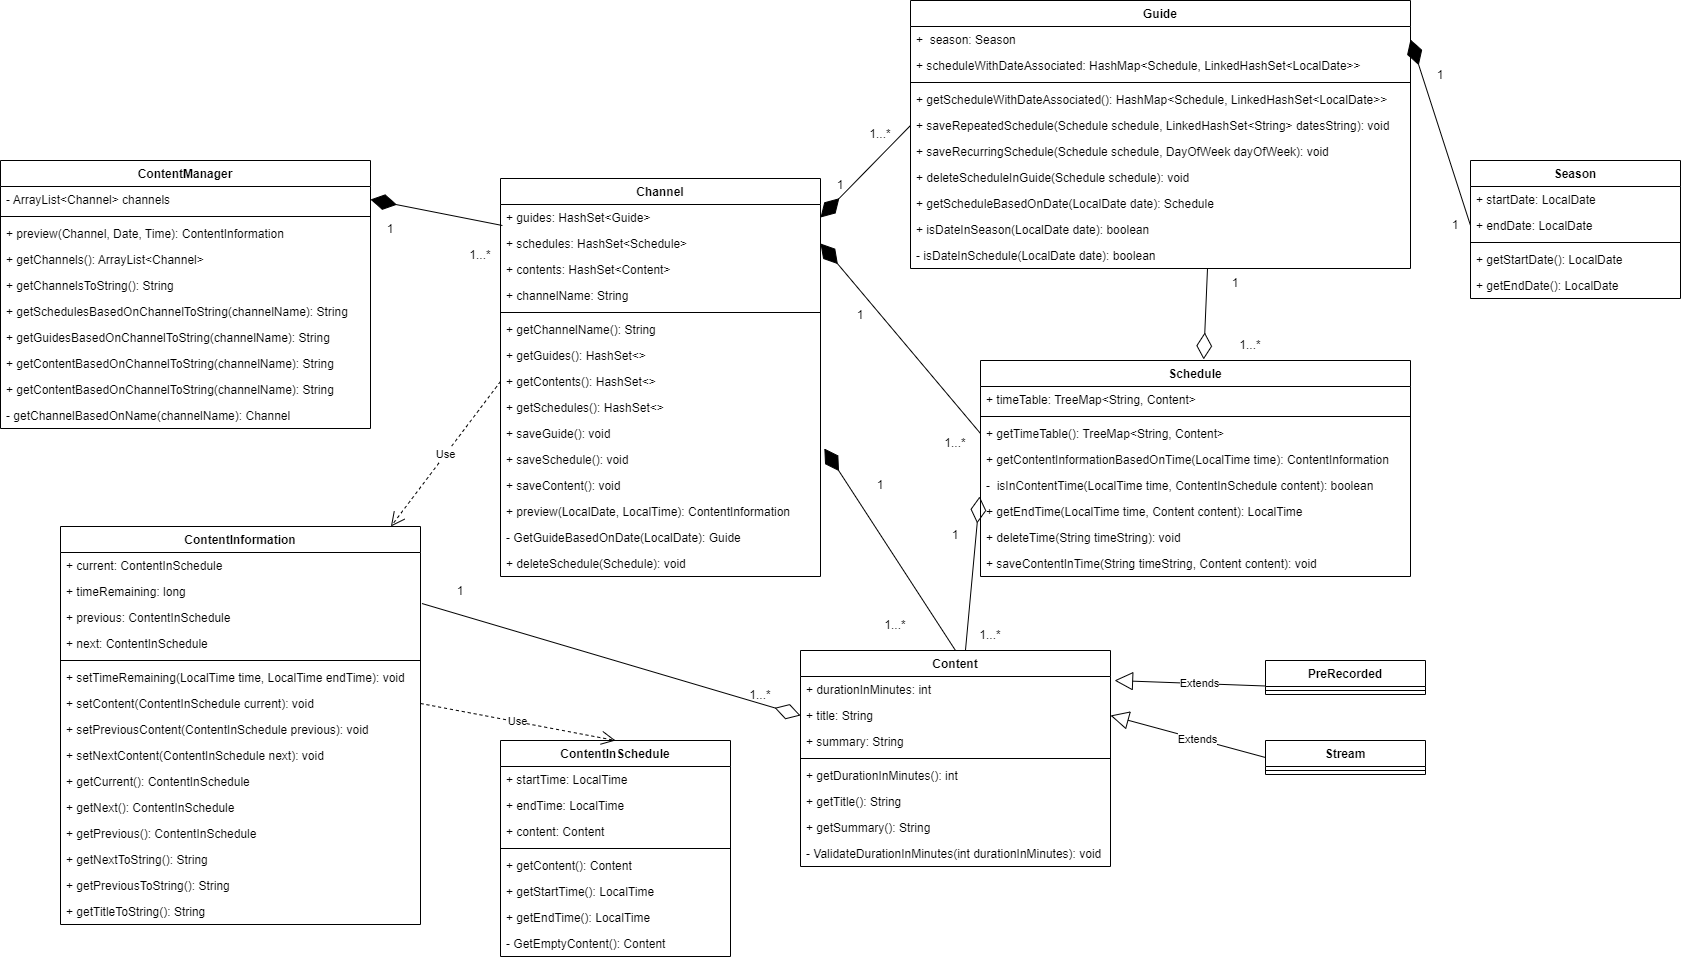 Guide
+  season: Season
+ scheduleWithDateAssociated: HashMap<Schedule, LinkedHashSet<LocalDate>>
+ getScheduleWithDateAssociated(): HashMap<Schedule, LinkedHashSet<LocalDate>>
+ saveRepeatedSchedule(Schedule schedule, LinkedHashSet<String> datesString): void
+ saveRecurringSchedule(Schedule schedule, DayOfWeek dayOfWeek): void
+ deleteScheduleInGuide(Schedule schedule): void
+ getScheduleBasedOnDate(LocalDate date): Schedule
+ isDateInSeason(LocalDate date): boolean
- isDateInSchedule(LocalDate date): boolean
1
1
Season
+ startDate: LocalDate
+ endDate: LocalDate
+ getStartDate(): LocalDate
+ getEndDate(): LocalDate
ContentManager
- ArrayList<Channel> channels
+ preview(Channel, Date, Time): ContentInformation
+ getChannels(): ArrayList<Channel>
+ getChannelsToString(): String
+ getSchedulesBasedOnChannelToString(channelName): String
+ getGuidesBasedOnChannelToString(channelName): String
+ getContentBasedOnChannelToString(channelName): String
+ getContentBasedOnChannelToString(channelName): String
- getChannelBasedOnName(channelName): Channel
1
1...*
Channel
+ guides: HashSet<Guide>
+ schedules: HashSet<Schedule>
+ contents: HashSet<Content>
+ channelName: String
+ getChannelName(): String
+ getGuides(): HashSet<>
+ getContents(): HashSet<>
+ getSchedules(): HashSet<>
+ saveGuide(): void
+ saveSchedule(): void
+ saveContent(): void
+ preview(LocalDate, LocalTime): ContentInformation
- GetGuideBasedOnDate(LocalDate): Guide
+ deleteSchedule(Schedule): void
1...*
1
1
1...*
1
1...*
1
1...*
Schedule
+ timeTable: TreeMap<String, Content>
+ getTimeTable(): TreeMap<String, Content>
+ getContentInformationBasedOnTime(LocalTime time): ContentInformation
-  isInContentTime(LocalTime time, ContentInSchedule content): boolean
+ getEndTime(LocalTime time, Content content): LocalTime
+ deleteTime(String timeString): void
+ saveContentInTime(String timeString, Content content): void
1
1...*
Use
ContentInformation
+ current: ContentInSchedule
+ timeRemaining: long
+ previous: ContentInSchedule
+ next: ContentInSchedule
+ setTimeRemaining(LocalTime time, LocalTime endTime): void
+ setContent(ContentInSchedule current): void
+ setPreviousContent(ContentInSchedule previous): void
+ setNextContent(ContentInSchedule next): void
+ getCurrent(): ContentInSchedule
+ getNext(): ContentInSchedule
+ getPrevious(): ContentInSchedule
+ getNextToString(): String
+ getPreviousToString(): String
+ getTitleToString(): String
1
1...*
Use
ContentInSchedule
+ startTime: LocalTime
+ endTime: LocalTime
+ content: Content
+ getContent(): Content
+ getStartTime(): LocalTime
+ getEndTime(): LocalTime
- GetEmptyContent(): Content
Content
+ durationInMinutes: int
+ title: String
+ summary: String
+ getDurationInMinutes(): int
+ getTitle(): String
+ getSummary(): String
- ValidateDurationInMinutes(int durationInMinutes): void
Extends
PreRecorded
Extends
Stream